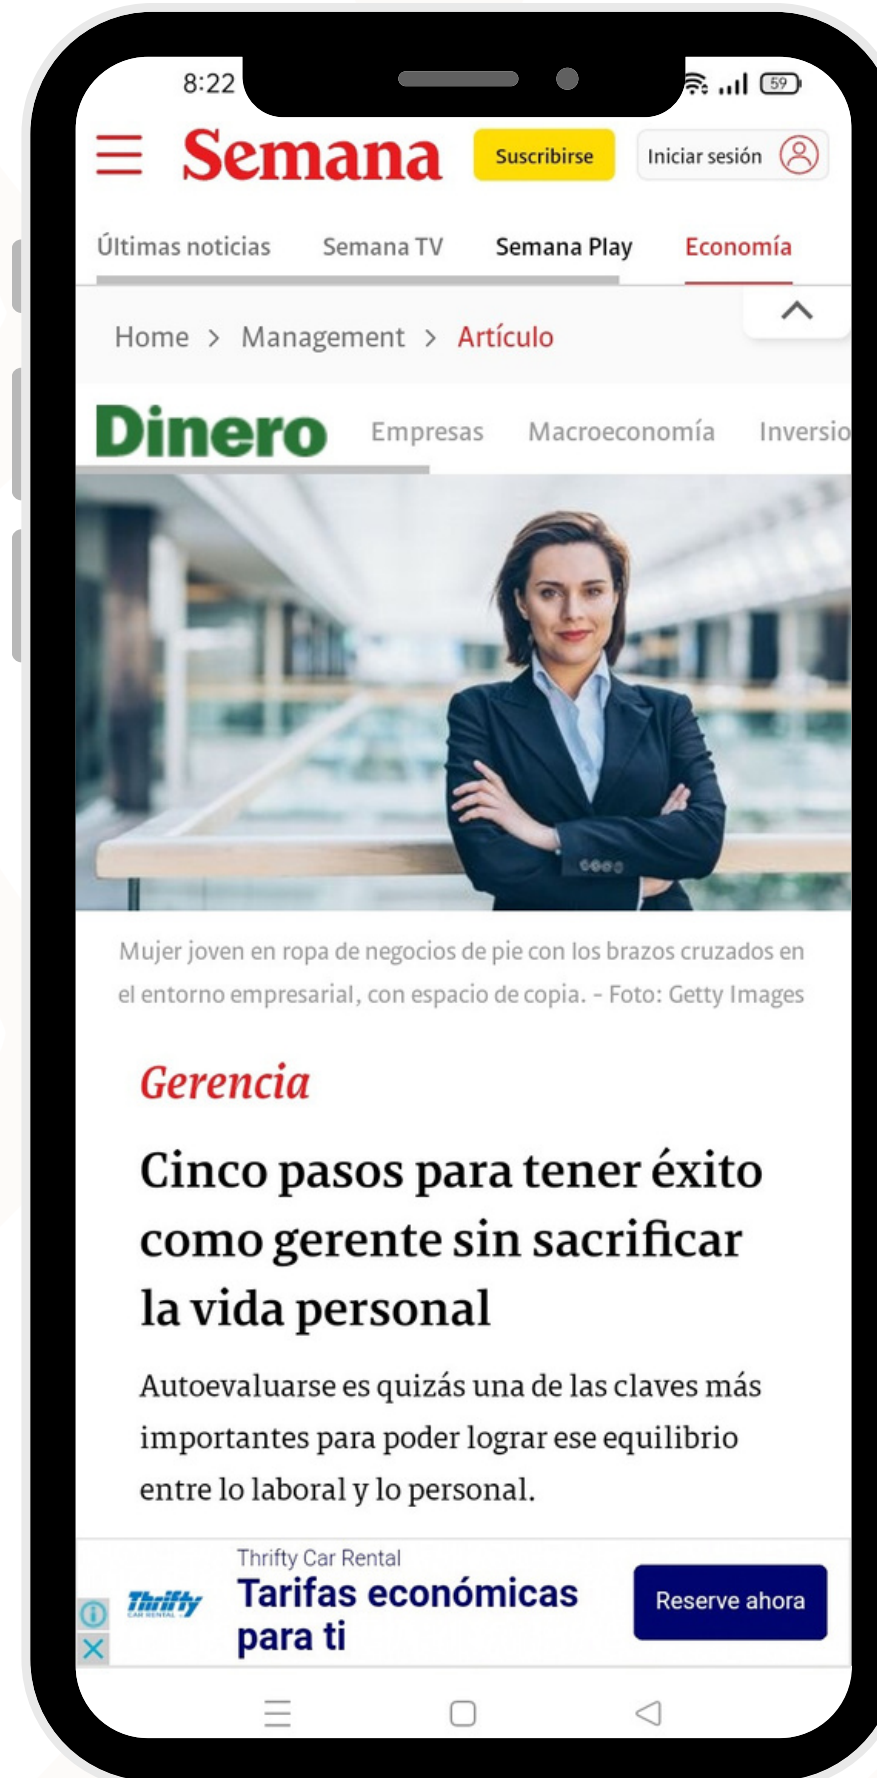 8:22
59
Semana
Suscribirse
Iniciar sesión
Últimas noticias Semana TV Semana Play Economía
Home > Management > Artículo
Dinero Empresas Macroeconomía Inversio
Mujer joven en ropa de negocios de pie con los brazos cruzados en
el entorno empresarial, con espacio de copia. - Foto: Getty Images
Gerencia
Cinco pasos para tener éxito
como gerente sin sacrificar
la vida personal
Autoevaluarse es quizás una de las claves más
importantes para poder lograr ese equilibrio
entre lo laboral y lo personal.
Thrifty Car Rental
Thrifty
CAR RENTAL
Tarifas económicas
para ti
Reserve ahora